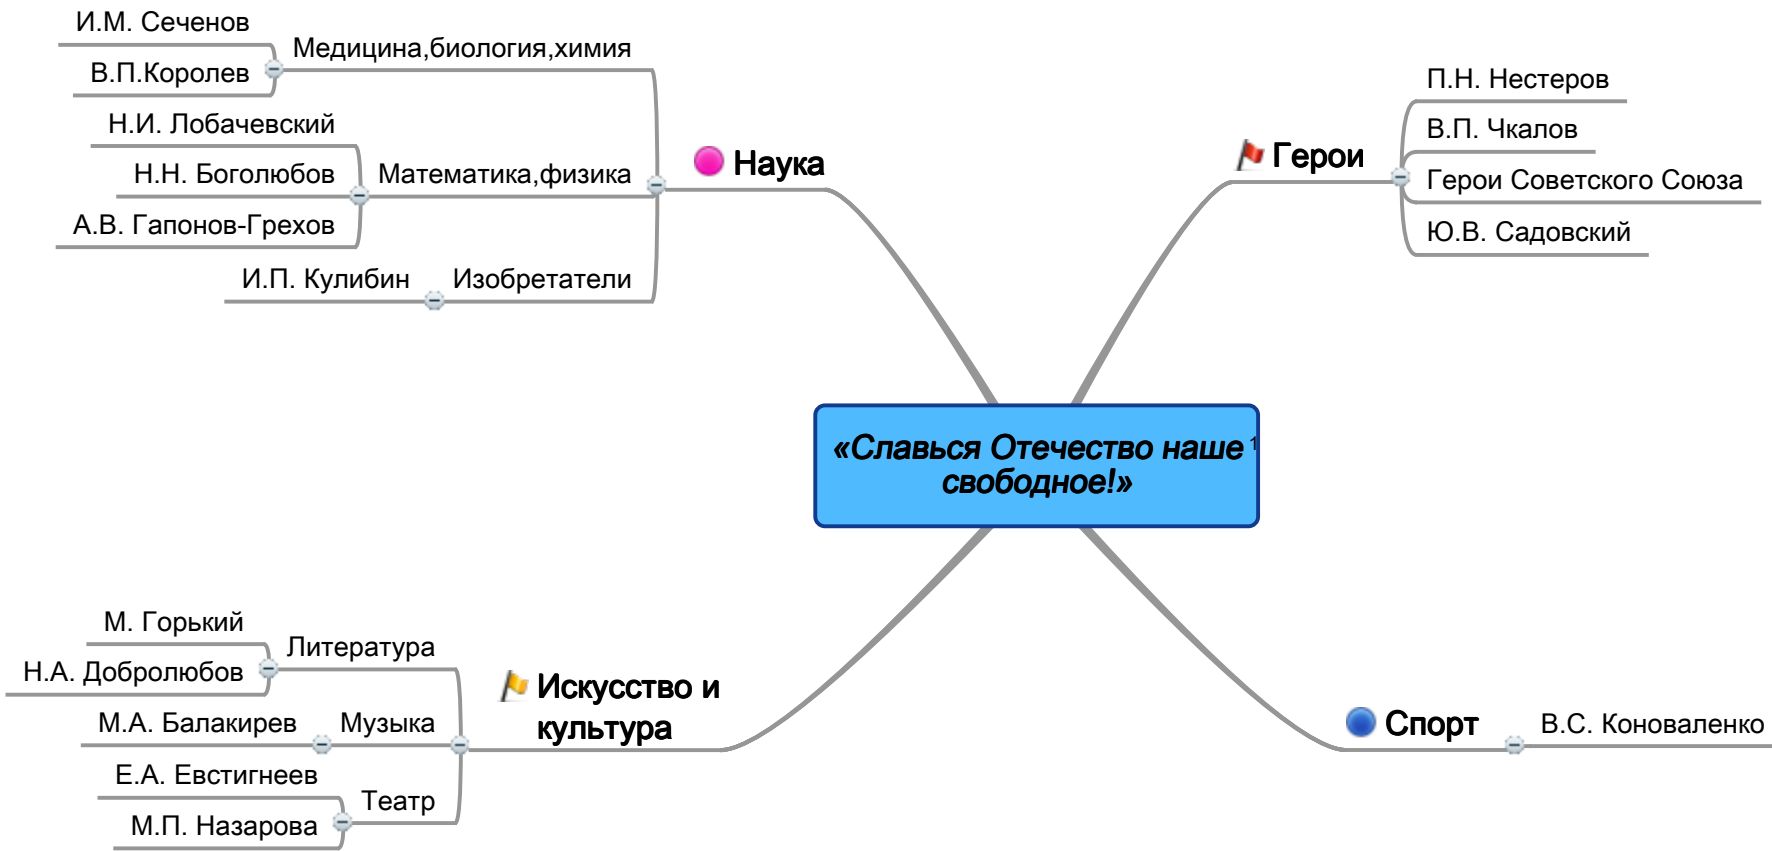 И.М. Сеченов
В.П.Королев
Медицина,биология,химия
Н.И. Лобачевский
Н.Н. Боголюбов
А.В. Гапонов-Грехов
Математика,физика
И.П. Кулибин
Изобретатели
Наука
Герои
П.Н. Нестеров
В.П. Чкалов
Герои Советского Союза
Ю.В. Садовский
«Славься Отечество наше 1
свободное!»
М. Горький
Н.А. Добролюбов
Литература
М.А. Балакирев
Музыка
Е.А. Евстигнеев
М.П. Назарова
Театр
Искусство и
культура
Спорт
В.С. Коноваленко